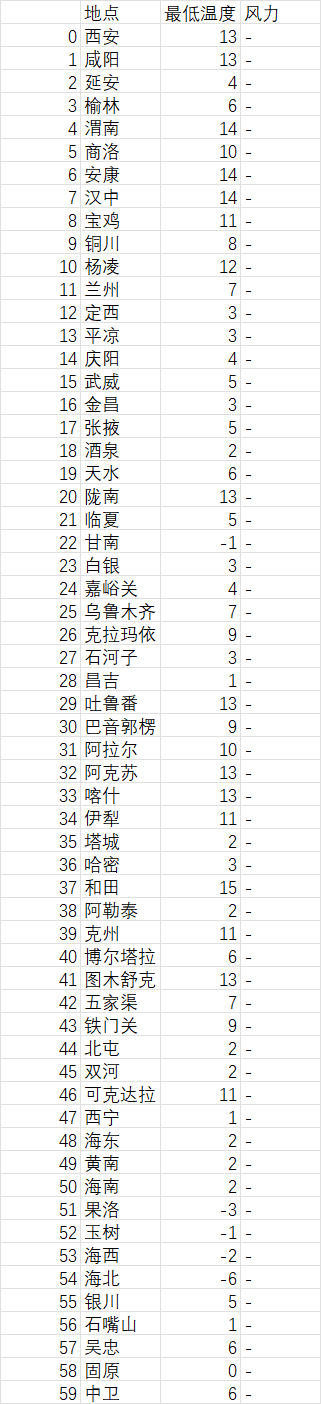 地点 最低温度 风力
0 西安 13 -
1 咸阳 13 -
2 延安 4 -
3 榆林 6 -
4 渭南 14 -
5 商洛 10 -
6 安康 14 -
7 汉中 14 -
8 宝鸡 11 -
9 铜川 8 -
10 杨凌 12 -
11 兰州 7 -
12 定西 3 -
13 平凉 3 -
14 庆阳 4 -
15 武威 5 -
16 金昌 3 -
17 张掖 5 -
18 酒泉 2 -
19 天水 6 -
20 陇南 13 -
21 临夏 5 -
22 甘南 -1 -
23 白银 3 -
24 嘉峪关 4 -
25 乌鲁木齐 7 -
26 克拉玛依 9 -
27 石河子 3 -
28 昌吉 1 -
29 吐鲁番 13 -
30 巴音郭楞 9 -
31 阿拉尔 10 -
32 阿克苏 13 -
33 喀什 13 -
34 伊犁 11 -
35 塔城 2 -
36 哈密 3 -
37 和田 15 -
38 阿勒泰 2 -
39 克州 11 -
40 博尔塔拉 6 -
41 图木舒克 13 -
42 五家渠 7 -
43 铁门关 9 -
44 北屯 2 -
45 双河 2 -
46 可克达拉 11 -
47 西宁 1 -
48 海东 2 -
49 黄南 2 -
50 海南 2 -
51 果洛 -3 -
52 玉树 -1 -
53 海西 -2 -
54 海北 -6 -
55 银川 5 -
56 石嘴山 1 -
57 吴忠 6 -
58 固原 0 -
59 中卫 6 -